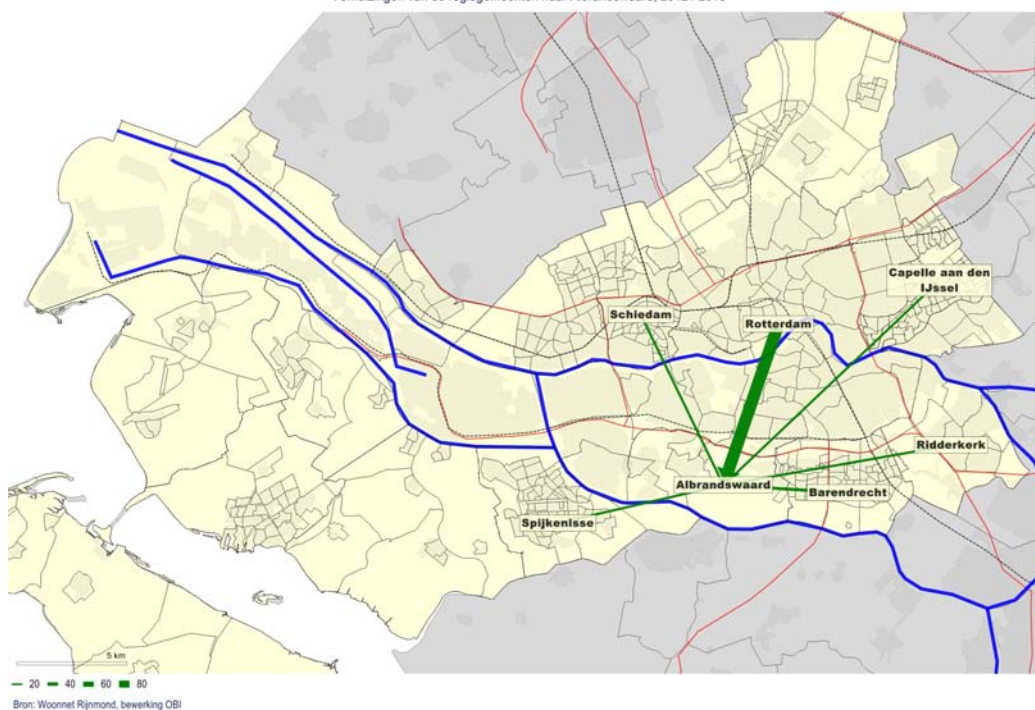 Capelle aan den
IJssel
Schiedam
Rotterdam
Ridderkerk
Albrandswaard
Barendrecht
Spijkenisse
5 km
20 40 60 80
Bron: Woonnet Rijnmond, bewerking OBI